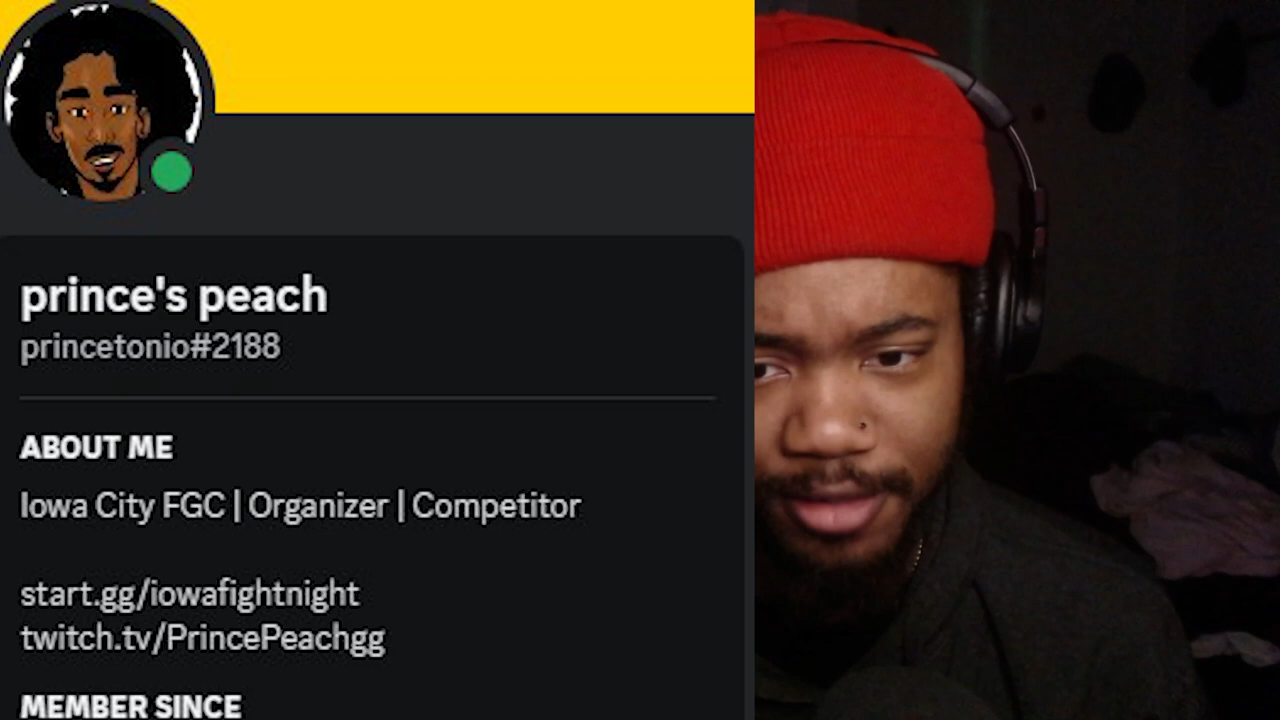 prince's peach
princetonio#2188
ABOUT ME
Iowa City FGC | Organizer | Competitor
start.gg/iowafightnight
twitch.tv/PrincePeachgg
MEMBER SINCE